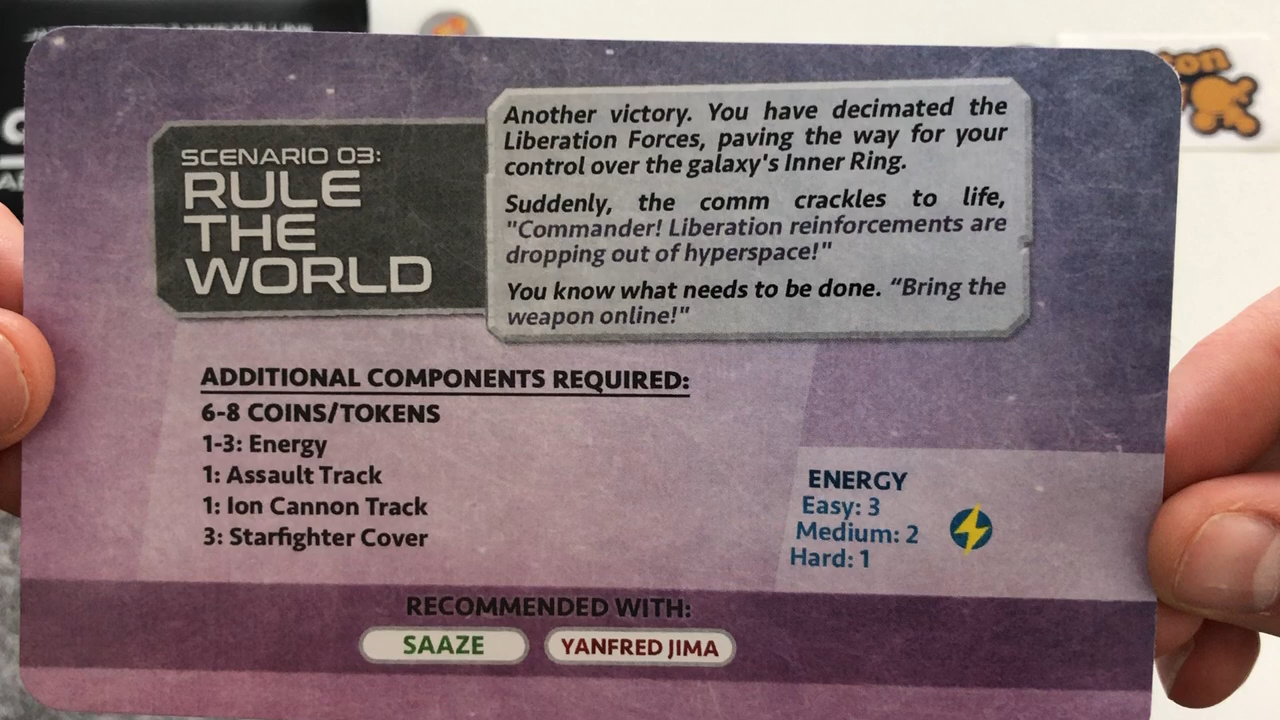 SCENARIO 03:
RULE
THE
WORLD
Another victory. You have decimated the
Liberation Forces, paving the way for your
control over the galaxy's Inner Ring.
Suddenly, the comm crackles to life,
"Commander! Liberation reinforcements are
dropping out of hyperspace!"
You know what needs to be done. “Bring the
weapon online!"
ADDITIONAL COMPONENTS REQUIRED:
6-8 COINS/TOKENS
1-3: Energy
1: Assault Track
1: Ion Cannon Track
3: Starfighter Cover
ENERGY
Easy: 3
Medium: 2
Hard: 1
RECOMMENDED WITH:
SAAZE
YANFRED JIMA